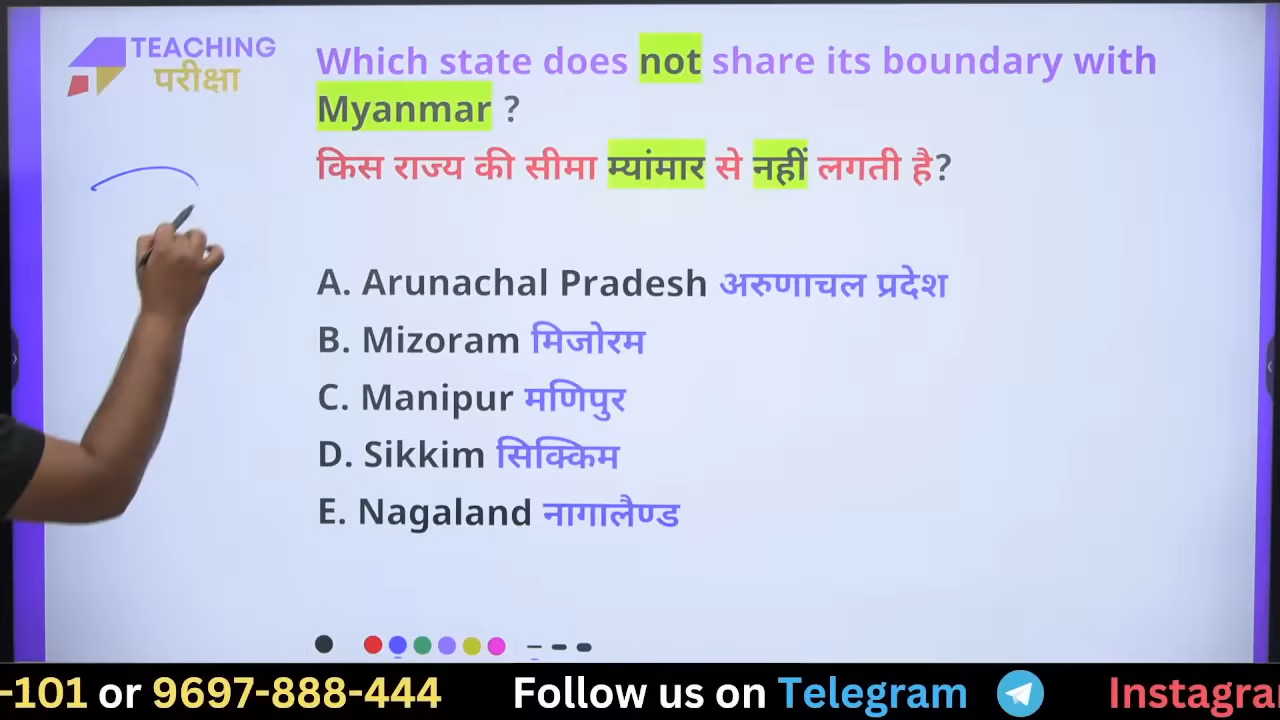 TEACHING
परीक्षा
Which state does not share its boundary with
Myanmar ?
किस राज्य की सीमा म्यांमार से नहीं लगती है?
A. Arunachal Pradesh अरुणाचल प्रदेश
B. Mizoram मिजोरम
C. Manipur मणिपुर
D. Sikkim सिक्किम
E. Nagaland नागालैण्ड
-101 or 9697-888-444 Follow us on Telegram Instagra